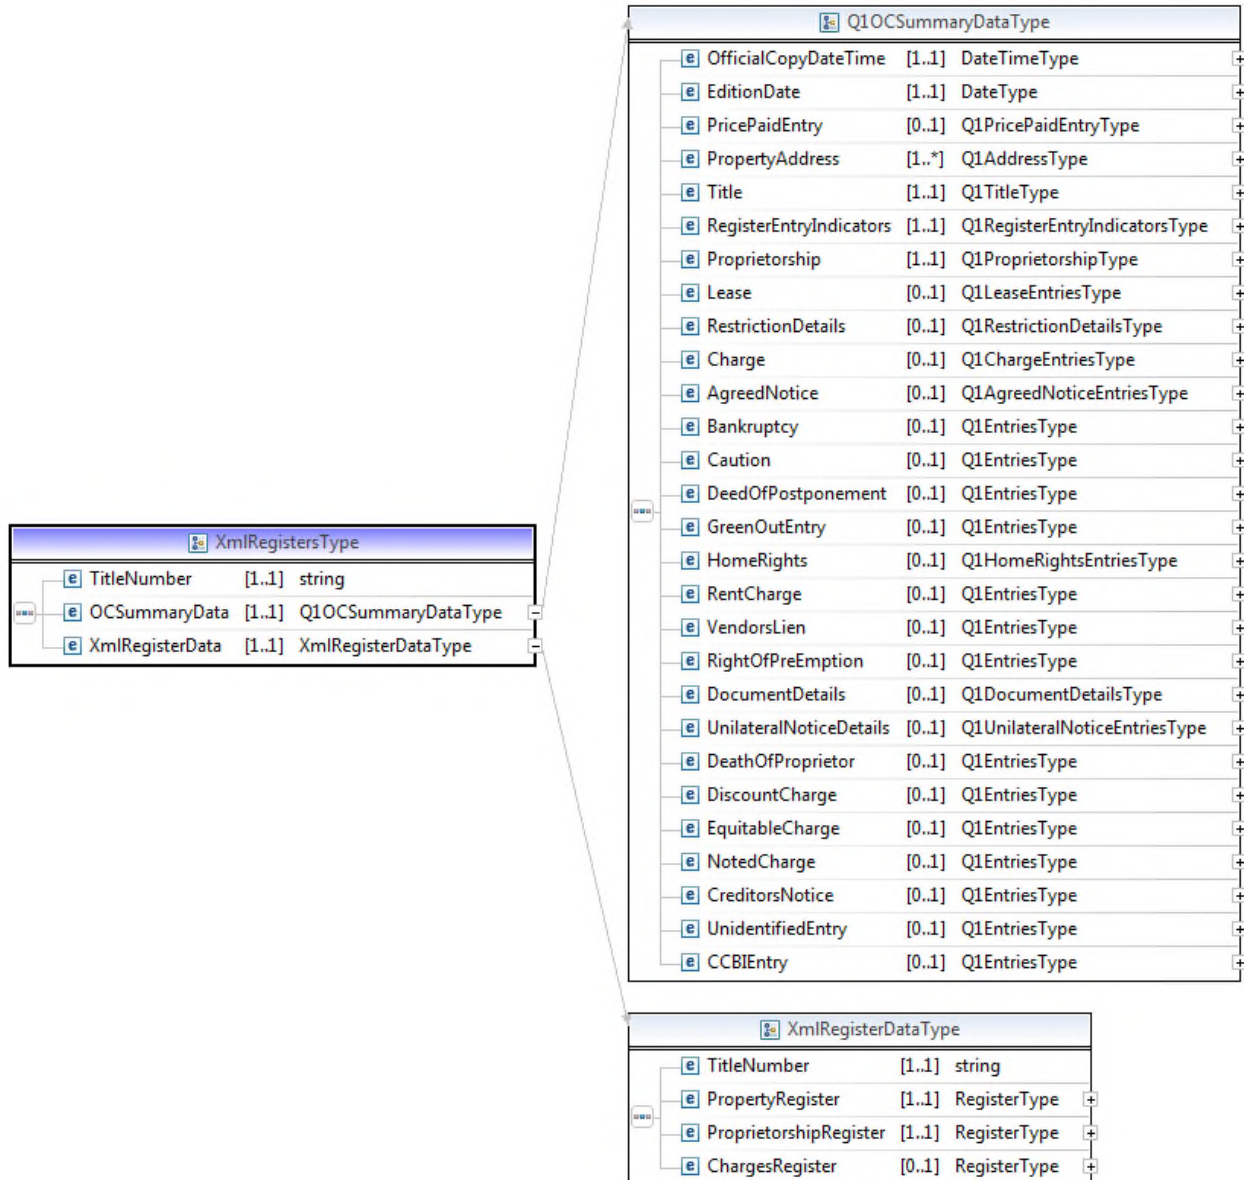 Q1OCSummaryDataType
OfficialCopyDateTime [1..1] DateTimeType
EditionDate [1..1] DateType
PricePaidEntry [0..1] Q1PricePaidEntryType
PropertyAddress [1..*] Q1AddressType
Title [1..1] Q1TitleType
RegisterEntryIndicators [1..1] Q1RegisterEntryIndicatorsType
Proprietorship [1..1] Q1ProprietorshipType
Lease [0..1] Q1LeaseEntriesType
RestrictionDetails [0..1] Q1RestrictionDetailsType
Charge [0..1] Q1ChargeEntriesType
AgreedNotice [0..1] Q1AgreedNoticeEntriesType
Bankruptcy [0..1] Q1EntriesType
Caution [0..1] Q1EntriesType
DeedOfPostponement [0..1] Q1EntriesType
GreenOutEntry [0..1] Q1EntriesType
HomeRights [0..1] Q1HomeRightsEntriesType
RentCharge [0..1] Q1EntriesType
VendorsLien [0..1] Q1EntriesType
RightOfPreEmption [0..1] Q1EntriesType
DocumentDetails [0..1] Q1DocumentDetailsType
UnilateralNoticeDetails [0..1] Q1UnilateralNoticeEntriesType
DeathOfProprietor [0..1] Q1EntriesType
DiscountCharge [0..1] Q1EntriesType
EquitableCharge [0..1] Q1EntriesType
NotedCharge [0..1] Q1EntriesType
CreditorsNotice [0..1] Q1EntriesType
UnidentifiedEntry [0..1] Q1EntriesType
CCBIEntry [0..1] Q1EntriesType
XmlRegistersType
TitleNumber [1..1] string
OCSummaryData [1..1] Q1OCSummaryDataType
XmlRegisterData [1..1] XmlRegisterDataType
XmlRegisterDataType
TitleNumber [1..1] string
PropertyRegister [1..1] RegisterType
ProprietorshipRegister [1..1] RegisterType
ChargesRegister [0..1] RegisterType